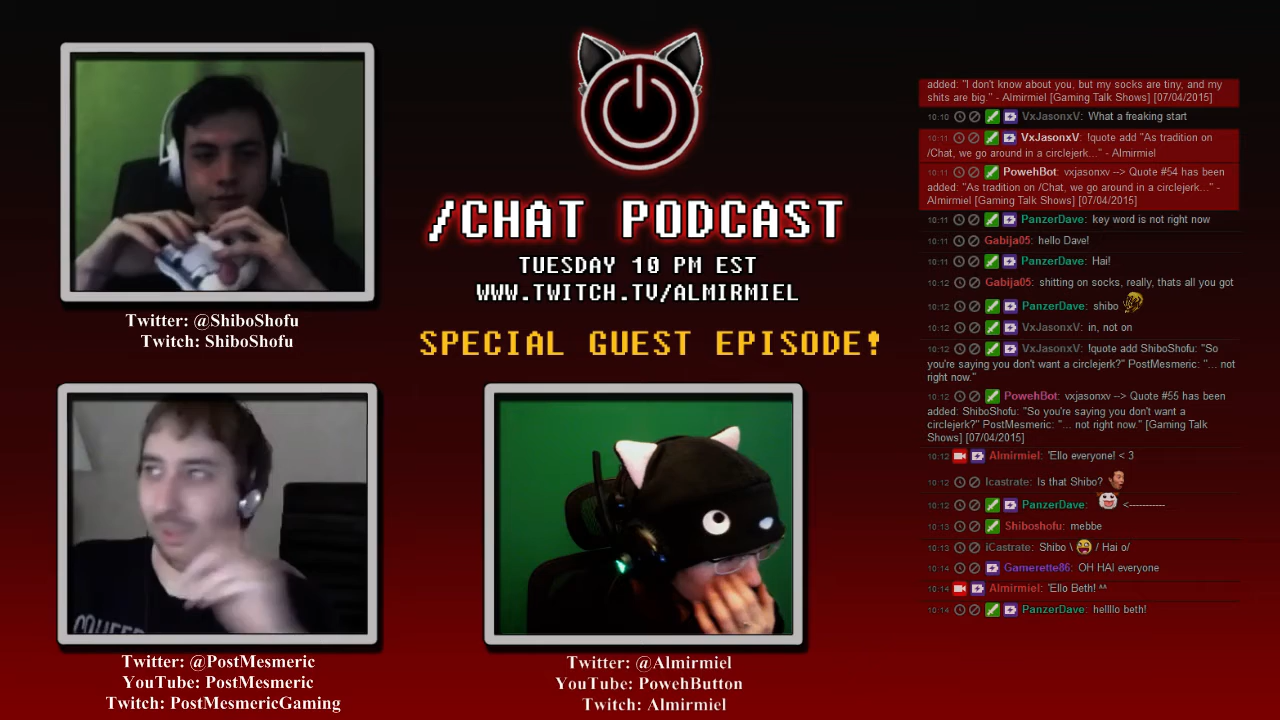 /CHAT PODCAST
TUESDAY 10 PM EST
WWW.TWITCH.TV/ALMIRMIEL
SPECIAL GUEST EPISODE!
Twitter: @ShiboShofu
Twitch: ShiboShofu
Twitter: @PostMesmeric
YouTube: PostMesmeric
Twitch: PostMesmericGaming
Twitter: @Almirmiel
YouTube: PowehButton
Twitch: Almirmiel
added: "I don't know about you, but my socks are tiny, and my
shits are big." - Almirmiel [Gaming Talk Shows] [07/04/2015]
10:10 VxJasonxV: What a freaking start
10:11 VxJasonxV: !quote add "As tradition on
/Chat, we go around in a circlejerk..." - Almirmiel
10:11 PowehBot: vxjasonxv --> Quote #54 has been
added: "As tradition on /Chat, we go around in a circlejerk..." -
Almirmiel [Gaming Talk Shows] [07/04/2015]
10:11 PanzerDave: key word is not right now
10:11 Gabija05: hello Dave!
10:11 PanzerDave: Hai!
10:12 Gabija05: shitting on socks, really, thats all you got
10:12 PanzerDave: shibo
10:12 VxJasonxV: in, not on
10:12 VxJasonxV: !quote add ShiboShofu: "So
you're saying you don't want a circlejerk?" PostMesmeric: "... not
right now."
10:12 PowehBot: vxjasonxv --> Quote #55 has been
added: ShiboShofu: "So you're saying you don't want a
circlejerk?" PostMesmeric: "... not right now." [Gaming Talk
Shows] [07/04/2015]
10:12 Almirmiel: 'Ello everyone! < 3
10:12 Icastrate: Is that Shibo?
10:12 PanzerDave: <-----------
10:13 Shiboshofu: mebbe
10:13 iCastrate: Shibo \ / Hai o/
10:14 Gamerette86: OH HAI everyone
10:14 Almirmiel: 'Ello Beth! ^^
10:14 PanzerDave: hellllo beth!